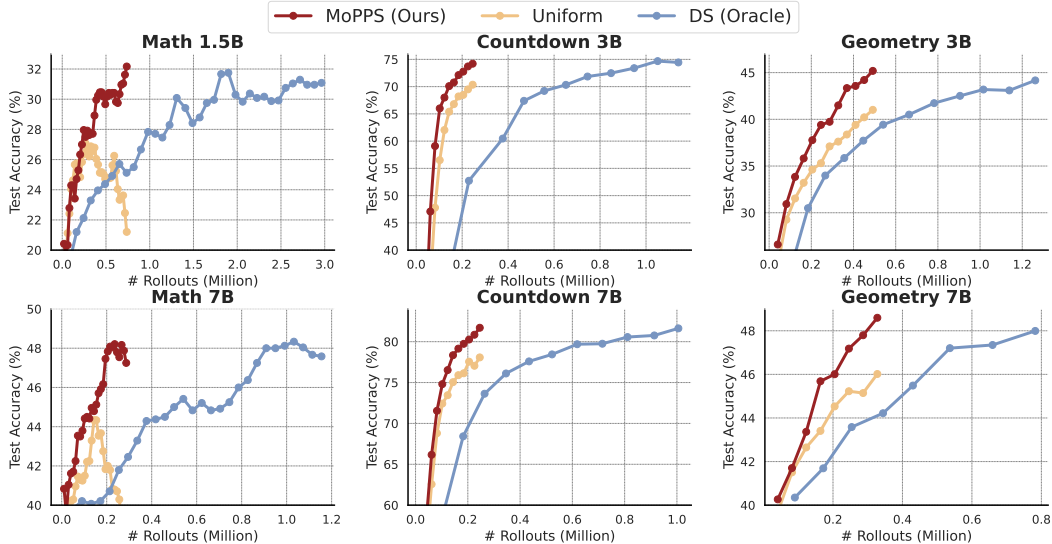 MoPPS (Ours) Uniform DS (Oracle)
Math 1.5B
Test Accuracy (%)
32
30
28
26
24
22
20
0.0 0.5 1.0 1.5 2.0 2.5 3.0
# Rollouts (Million)
Countdown 3B
Test Accuracy (%)
75
70
65
60
55
50
45
40
0.0 0.2 0.4 0.6 0.8 1.0
# Rollouts (Million)
Geometry 3B
Test Accuracy (%)
45
40
35
30
0.0 0.2 0.4 0.6 0.8 1.0 1.2
# Rollouts (Million)
Math 7B
Test Accuracy (%)
50
48
46
44
42
40
0.0 0.2 0.4 0.6 0.8 1.0 1.2
# Rollouts (Million)
Countdown 7B
Test Accuracy (%)
80
75
70
65
60
0.0 0.2 0.4 0.6 0.8 1.0
# Rollouts (Million)
Geometry 7B
Test Accuracy (%)
48
46
44
42
40
0.2 0.4 0.6 0.8
# Rollouts (Million)